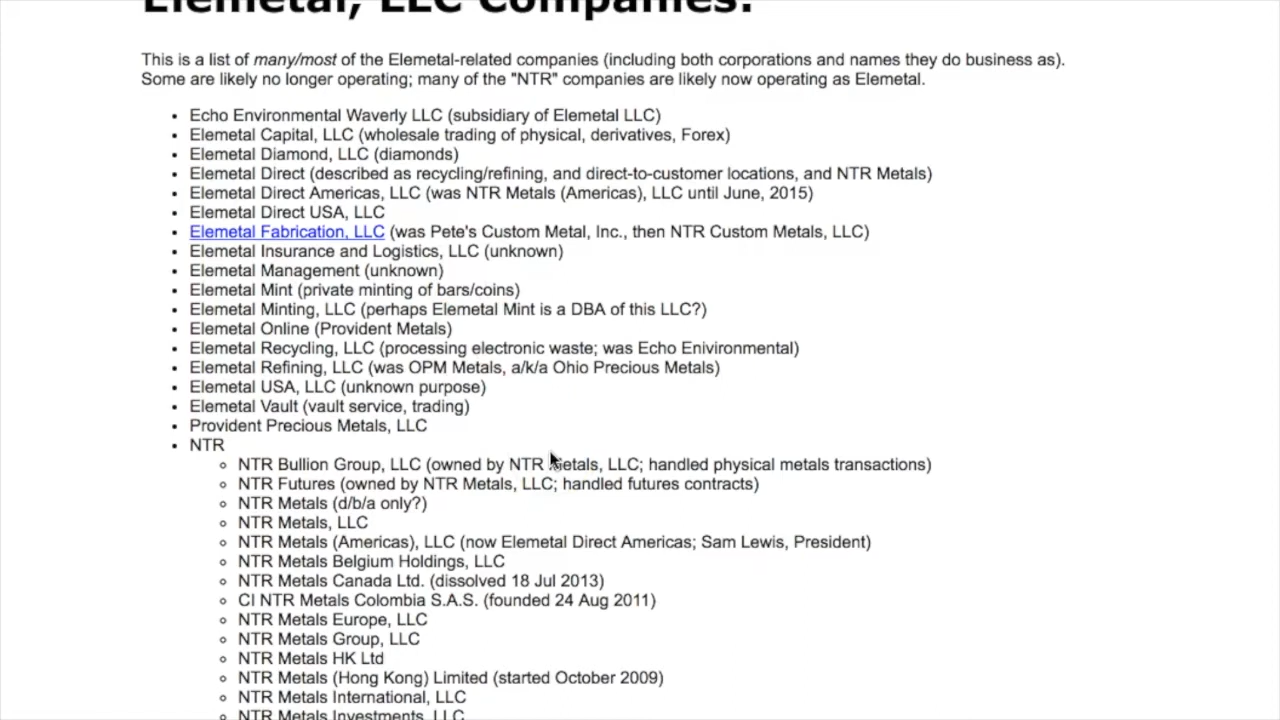 Elemetal, LLC Companies.
This is a list of many/most of the Elemetal-related companies (including both corporations and names they do business as).
Some are likely no longer operating; many of the "NTR" companies are likely now operating as Elemetal.
• Echo Environmental Waverly LLC (subsidiary of Elemetal LLC)
• Elemetal Capital, LLC (wholesale trading of physical, derivatives, Forex)
• Elemetal Diamond, LLC (diamonds)
• Elemetal Direct (described as recycling/refining, and direct-to-customer locations, and NTR Metals)
• Elemetal Direct Americas, LLC (was NTR Metals (Americas), LLC until June, 2015)
• Elemetal Direct USA, LLC
• Elemetal Fabrication, LLC (was Pete's Custom Metal, Inc., then NTR Custom Metals, LLC)
• Elemetal Insurance and Logistics, LLC (unknown)
• Elemetal Management (unknown)
• Elemetal Mint (private minting of bars/coins)
• Elemetal Minting, LLC (perhaps Elemetal Mint is a DBA of this LLC?)
• Elemetal Online (Provident Metals)
• Elemetal Recycling, LLC (processing electronic waste; was Echo Enivironmental)
• Elemetal Refining, LLC (was OPM Metals, a/k/a Ohio Precious Metals)
• Elemetal USA, LLC (unknown purpose)
• Elemetal Vault (vault service, trading)
• Provident Precious Metals, LLC
• NTR
◦ NTR Bullion Group, LLC (owned by NTR Metals, LLC; handled physical metals transactions)
◦ NTR Futures (owned by NTR Metals, LLC; handled futures contracts)
◦ NTR Metals (d/b/a only?)
◦ NTR Metals, LLC
◦ NTR Metals (Americas), LLC (now Elemetal Direct Americas; Sam Lewis, President)
◦ NTR Metals Belgium Holdings, LLC
◦ NTR Metals Canada Ltd. (dissolved 18 Jul 2013)
◦ CI NTR Metals Colombia S.A.S. (founded 24 Aug 2011)
◦ NTR Metals Europe, LLC
◦ NTR Metals Group, LLC
◦ NTR Metals HK Ltd
◦ NTR Metals (Hong Kong) Limited (started October 2009)
◦ NTR Metals International, LLC
◦ NTR Metals Investments, LLC